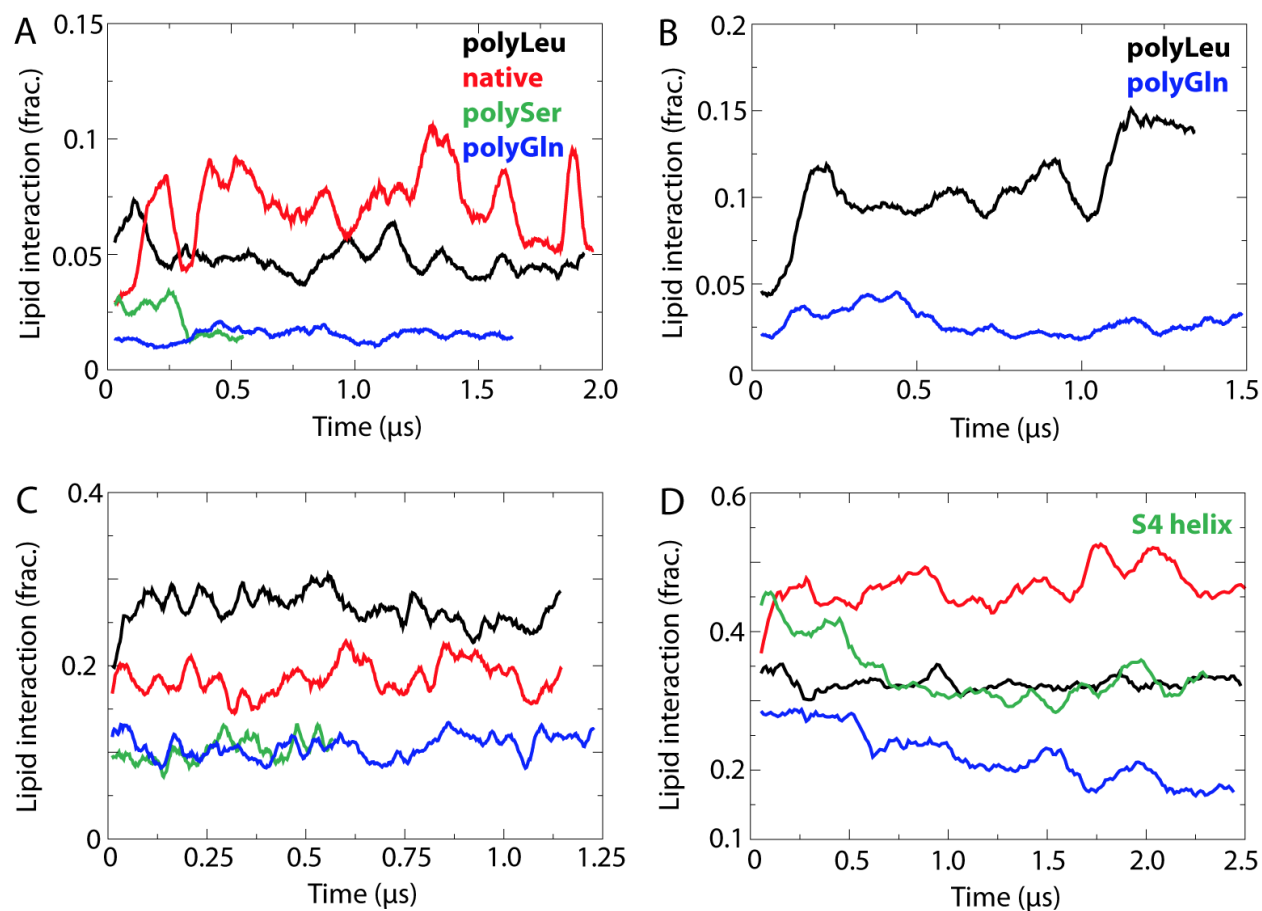 A
polyLeu
native
polySer
polyGln
0.15
0.1
0.05
0
Lipid interaction (frac.)
0 0.5 1.0 1.5 2.0
Time (µs)
B
polyLeu
polyGln
0.2
0.15
0.1
0.05
0
Lipid interaction (frac.)
0 0.5 1.0 1.5
Time (µs)
C
0.4
0.2
0
Lipid interaction (frac.)
0 0.25 0.5 0.75 1.0 1.25
Time (µs)
D
S4 helix
0.6
0.4
0.2
0.1
Lipid interaction (frac.)
0 0.5 1.0 1.5 2.0 2.5
Time (µs)